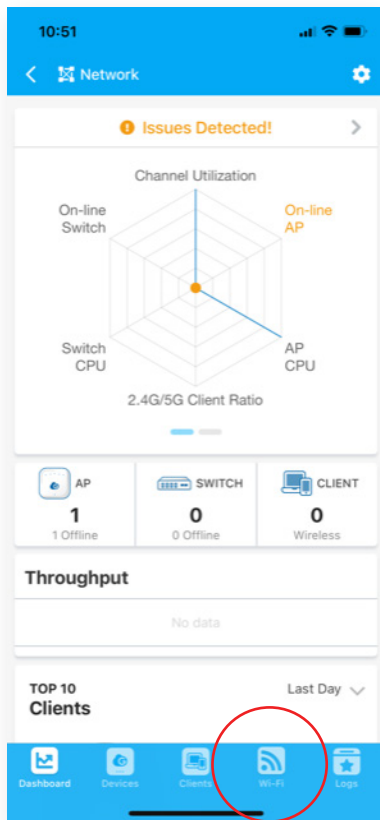 10:51
Network
Issues Detected!
Channel Utilization
On-line Switch
On-line AP
Switch CPU
AP CPU
2.4G/5G Client Ratio
AP
1
1 Offline
SWITCH
0
0 Offline
CLIENT
0
Wireless
Throughput
No data
TOP 10
Last Day
Clients
Dashboard
Devices
Clients
Wi-Fi
Logs